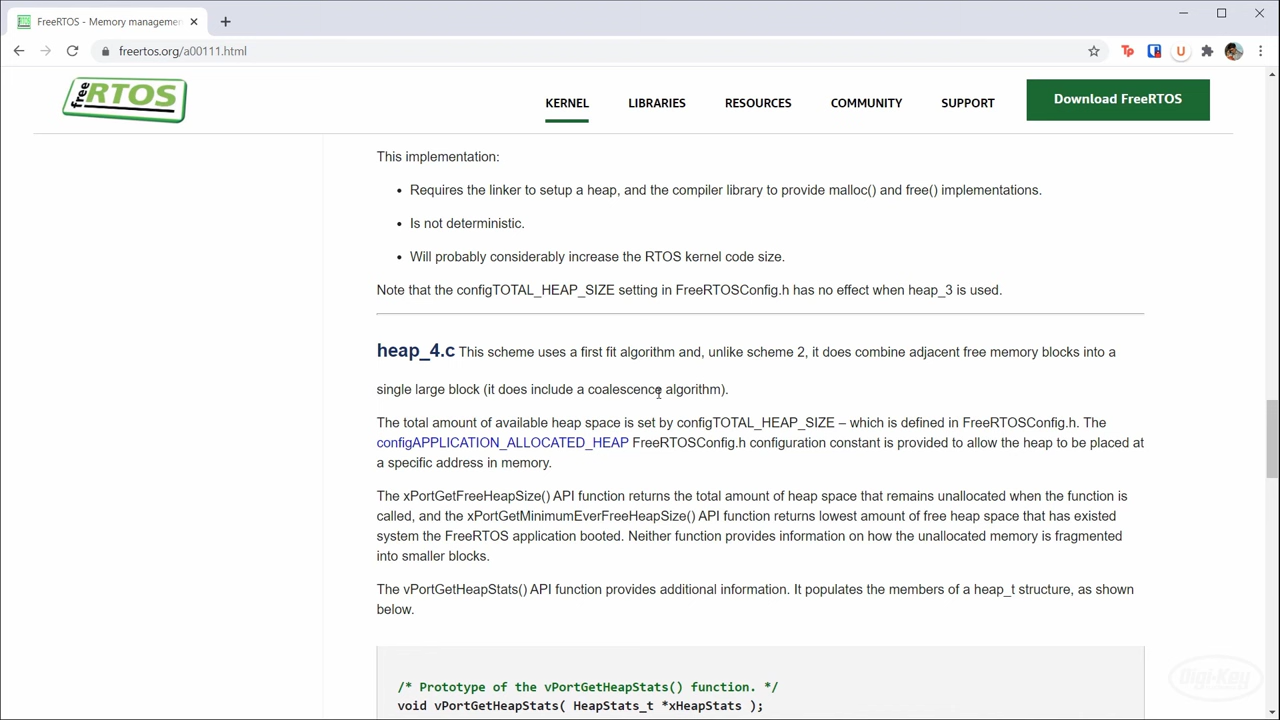 FreeRTOS - Memory managemen
freertos.org/a00111.html
Tp
U
free RTOS
KERNEL
LIBRARIES
RESOURCES
COMMUNITY
SUPPORT
Download FreeRTOS
This implementation:
• Requires the linker to setup a heap, and the compiler library to provide malloc() and free() implementations.
• Is not deterministic.
• Will probably considerably increase the RTOS kernel code size.
Note that the configTOTAL_HEAP_SIZE setting in FreeRTOSConfig.h has no effect when heap_3 is used.
heap_4.c This scheme uses a first fit algorithm and, unlike scheme 2, it does combine adjacent free memory blocks into a
single large block (it does include a coalescence algorithm).
The total amount of available heap space is set by configTOTAL_HEAP_SIZE – which is defined in FreeRTOSConfig.h. The
configAPPLICATION_ALLOCATED_HEAP FreeRTOSConfig.h configuration constant is provided to allow the heap to be placed at
a specific address in memory.
The xPortGetFreeHeapSize() API function returns the total amount of heap space that remains unallocated when the function is
called, and the xPortGetMinimumEverFreeHeapSize() API function returns lowest amount of free heap space that has existed
system the FreeRTOS application booted. Neither function provides information on how the unallocated memory is fragmented
into smaller blocks.
The vPortGetHeapStats() API function provides additional information. It populates the members of a heap_t structure, as shown
below.
/* Prototype of the vPortGetHeapStats() function. */
void vPortGetHeapStats( HeapStats_t *xHeapStats );
Digi-Key